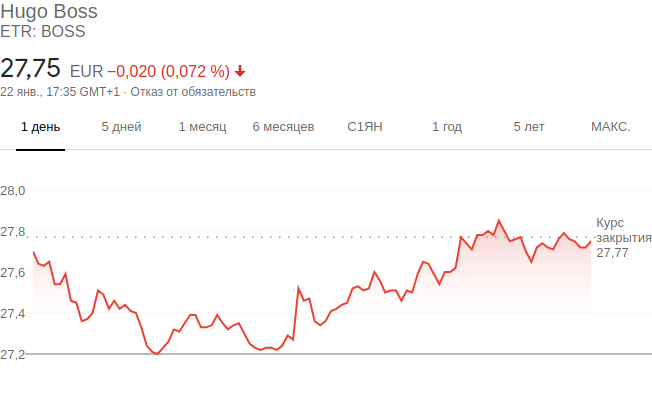 Hugo Boss
ETR: BOSS
27,75 EUR −0,020 (0,072 %)
22 янв., 17:35 GMT+1 · Отказ от обязательств
1 день 5 дней 1 месяц 6 месяцев С1ЯН 1 год 5 лет МАКС.
28,0
27,8
27,6
27,4
27,2
Курс
закрытия
27,77